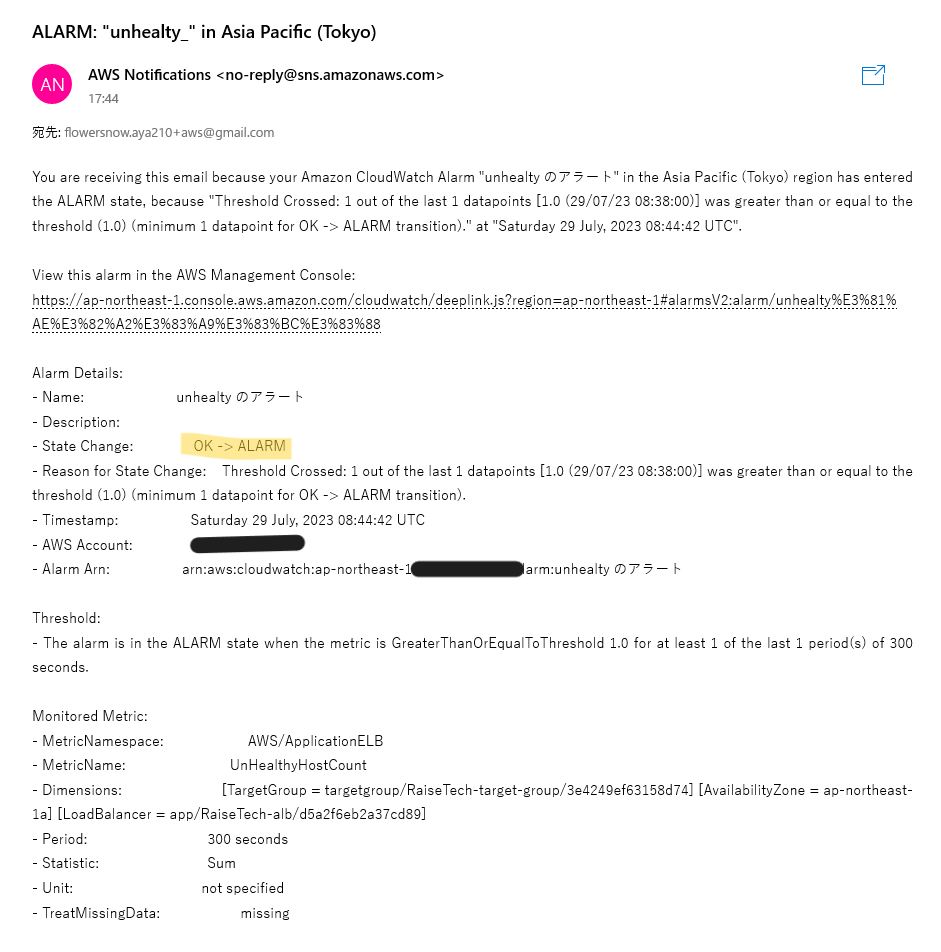 ALARM: "unhealty_" in Asia Pacific (Tokyo)
AN
AWS Notifications <no-reply@sns.amazonaws.com>
17:44
宛先: flowersnow.aya210+aws@gmail.com
You are receiving this email because your Amazon CloudWatch Alarm "unhealty のアラート" in the Asia Pacific (Tokyo) region has entered
the ALARM state, because "Threshold Crossed: 1 out of the last 1 datapoints [1.0 (29/07/23 08:38:00)] was greater than or equal to the
threshold (1.0) (minimum 1 datapoint for OK -> ALARM transition)." at "Saturday 29 July, 2023 08:44:42 UTC".
View this alarm in the AWS Management Console:
https://ap-northeast-1.console.aws.amazon.com/cloudwatch/deeplink.js?region=ap-northeast-1#alarmsV2:alarm/unhealty%E3%81%
AE%E3%82%A2%E3%83%A9%E3%83%BC%E3%83%88
Alarm Details:
- Name: unhealty のアラート
- Description:
- State Change: OK -> ALARM
- Reason for State Change: Threshold Crossed: 1 out of the last 1 datapoints [1.0 (29/07/23 08:38:00)] was greater than or equal to the
threshold (1.0) (minimum 1 datapoint for OK -> ALARM transition).
- Timestamp: Saturday 29 July, 2023 08:44:42 UTC
- AWS Account:
- Alarm Arn: arn:aws:cloudwatch:ap-northeast-1 larm:unhealty のアラート
Threshold:
- The alarm is in the ALARM state when the metric is GreaterThanOrEqualToThreshold 1.0 for at least 1 of the last 1 period(s) of 300
seconds.
Monitored Metric:
- MetricNamespace: AWS/ApplicationELB
- MetricName: UnHealthyHostCount
- Dimensions: [TargetGroup = targetgroup/RaiseTech-target-group/3e4249ef63158d74] [AvailabilityZone = ap-northeast-
1a] [LoadBalancer = app/RaiseTech-alb/d5a2f6eb2a37cd89]
- Period: 300 seconds
- Statistic: Sum
- Unit: not specified
- TreatMissingData: missing